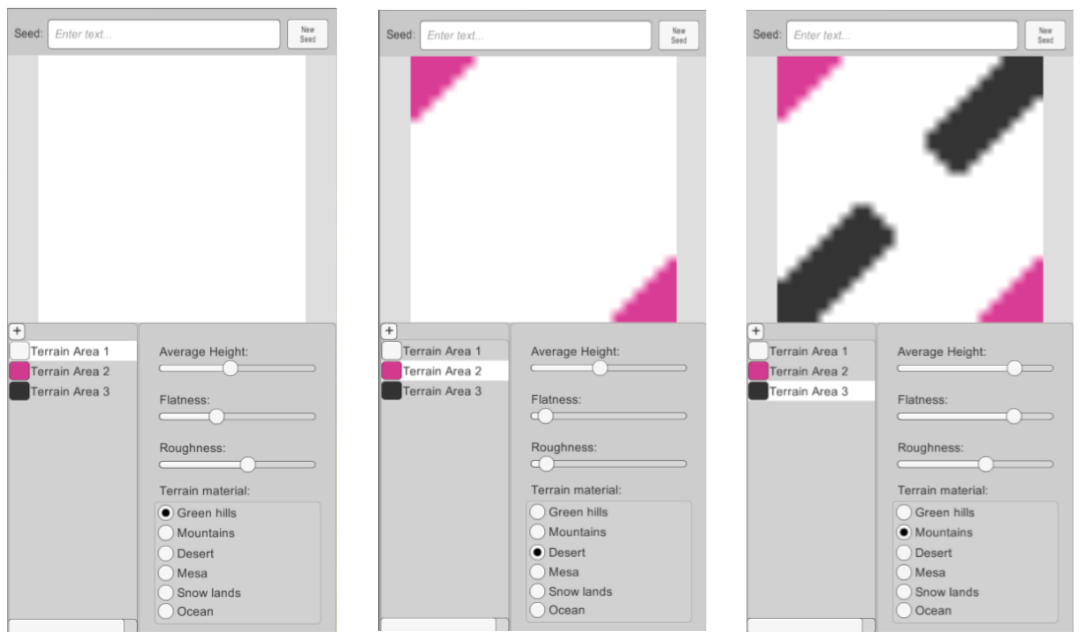 Seed: Enter text... New Seed
+
Terrain Area 1
Terrain Area 2
Terrain Area 3
Average Height:
Flatness:
Roughness:
Terrain material:
Green hills
Mountains
Desert
Mesa
Snow lands
Ocean
Seed: Enter text... New Seed
+
Terrain Area 1
Terrain Area 2
Terrain Area 3
Average Height:
Flatness:
Roughness:
Terrain material:
Green hills
Mountains
Desert
Mesa
Snow lands
Ocean
Seed: Enter text... New Seed
+
Terrain Area 1
Terrain Area 2
Terrain Area 3
Average Height:
Flatness:
Roughness:
Terrain material:
Green hills
Mountains
Desert
Mesa
Snow lands
Ocean